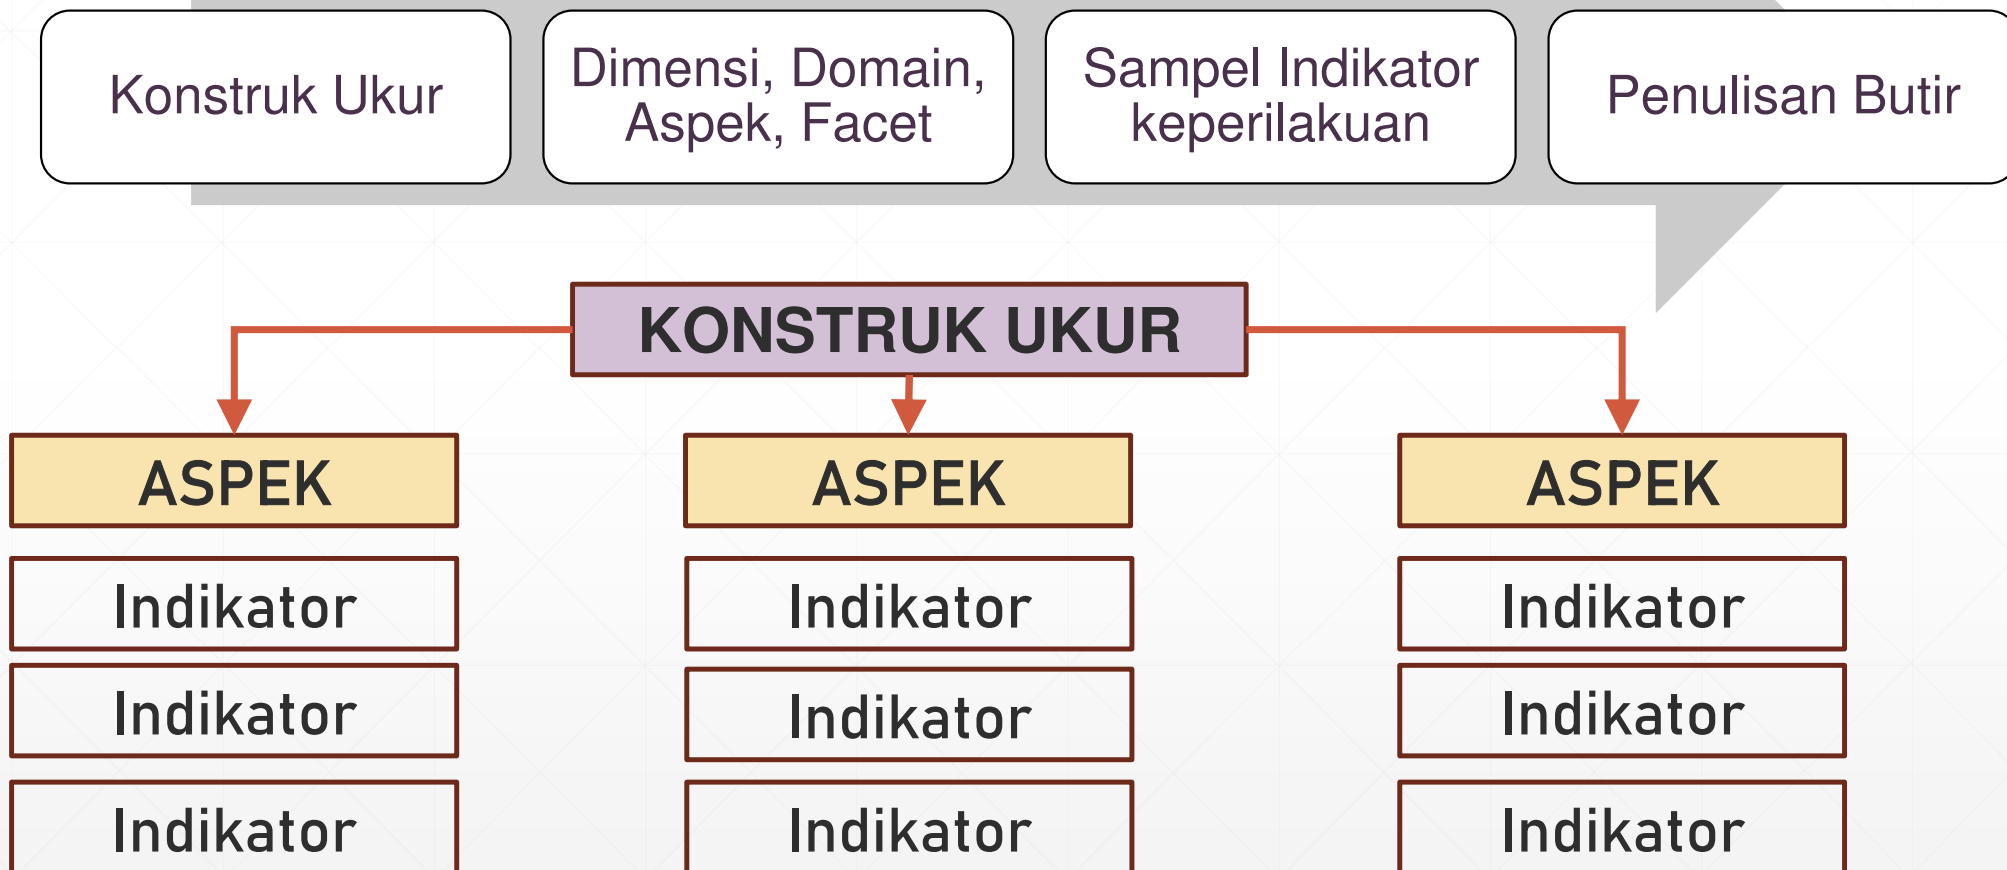 Konstruk Ukur
Dimensi, Domain,
Aspek, Facet
Sampel Indikator
keperilakuan
Penulisan Butir
KONSTRUK UKUR
ASPEK
ASPEK
ASPEK
Indikator
Indikator
Indikator
Indikator
Indikator
Indikator
Indikator
Indikator
Indikator